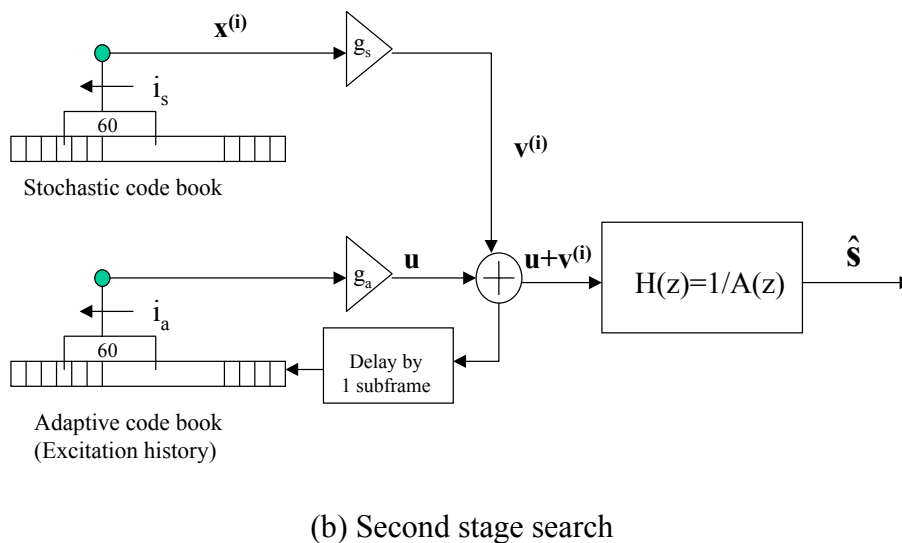 x(i)
gs
is
60
v(i)
Stochastic code book
ga
u
u+v(i)
H(z)=1/A(z)
ŝ
ia
60
Delay by
1 subframe
Adaptive code book
(Excitation history)
(b) Second stage search